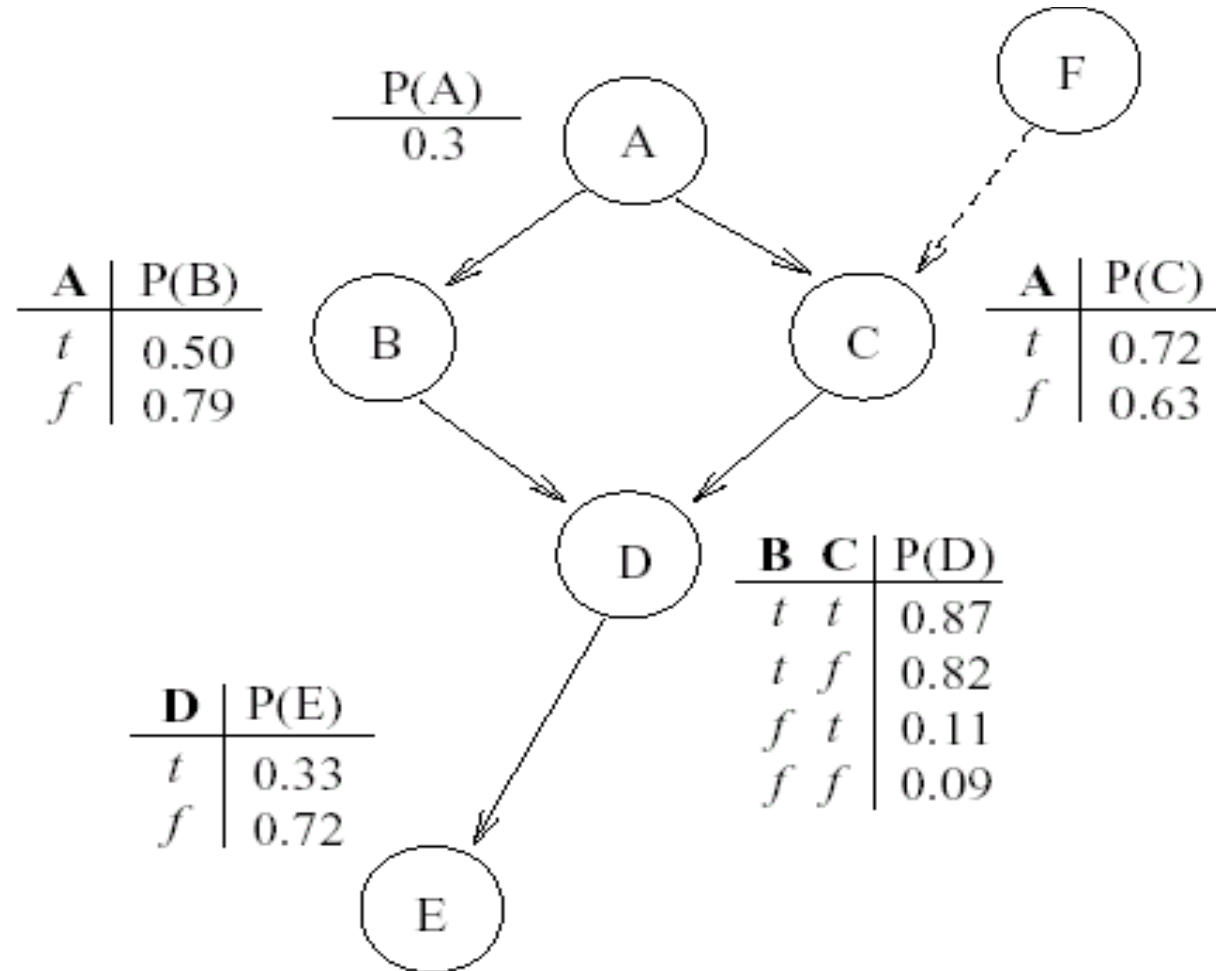 F
P(A)
0.3
A
A P(B)
t 0.50
f 0.79
B
C
A P(C)
t 0.72
f 0.63
D
B C P(D)
t t 0.87
t f 0.82
f t 0.11
f f 0.09
D P(E)
t 0.33
f 0.72
E